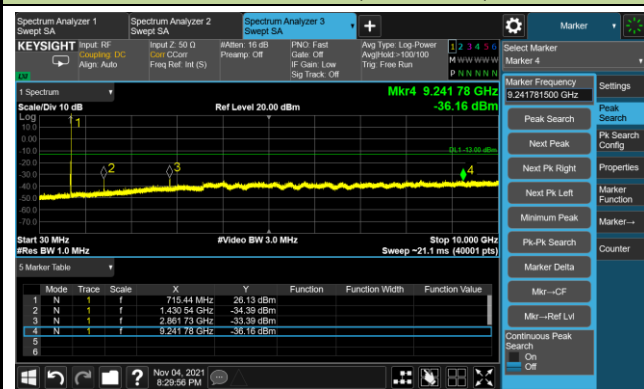 Spectrum Analyzer 1
Swept SA
Spectrum Analyzer 2
Swept SA
Spectrum Analyzer 3
Swept SA
+
Marker
KEYSIGHT
Input: RF
Coupling: DC
Align: Auto
Input Z: 50 Ω
Corr CCorr
Freq Ref: Int (S)
#Atten: 16 dB
Preamp: Off
PNO: Fast
Gate: Off
IF Gain: Low
Sig Track: Off
Avg Type: Log-Power
Avg|Hold:>100/100
Trig: Free Run
1 2 3 4 5 6
M W W W W W
P N N N N N
LXI
Select Marker
Marker 4
1 Spectrum
Scale/Div 10 dB
Ref Level 20.00 dBm
Mkr4 9.241 78 GHz
-36.16 dBm
Log
10.0
0.00
-10.0
-20.0
-30.0
-40.0
-50.0
-60.0
-70.0
DL1 -13.00 dBm
1
2
3
4
Start 30 MHz
#Res BW 1.0 MHz
#Video BW 3.0 MHz
Stop 10.000 GHz
Sweep ~21.1 ms (40001 pts)
5 Marker Table
Mode Trace Scale X Y Function Function Width Function Value
1 N 1 f 715.44 MHz 26.13 dBm
2 N 1 f 1.430 54 GHz -34.39 dBm
3 N 1 f 2.861 73 GHz -33.39 dBm
4 N 1 f 9.241 78 GHz -36.16 dBm
5
6
Marker Frequency
9.241781500 GHz
Peak Search
Next Peak
Next Pk Right
Next Pk Left
Minimum Peak
Pk-Pk Search
Marker Delta
Mkr→CF
Mkr→Ref Lvl
Continuous Peak
Search
On
Off
Settings
Peak
Search
Pk Search
Config
Properties
Marker
Function
Marker→
Counter
?
Nov 04, 2021
8:29:56 PM